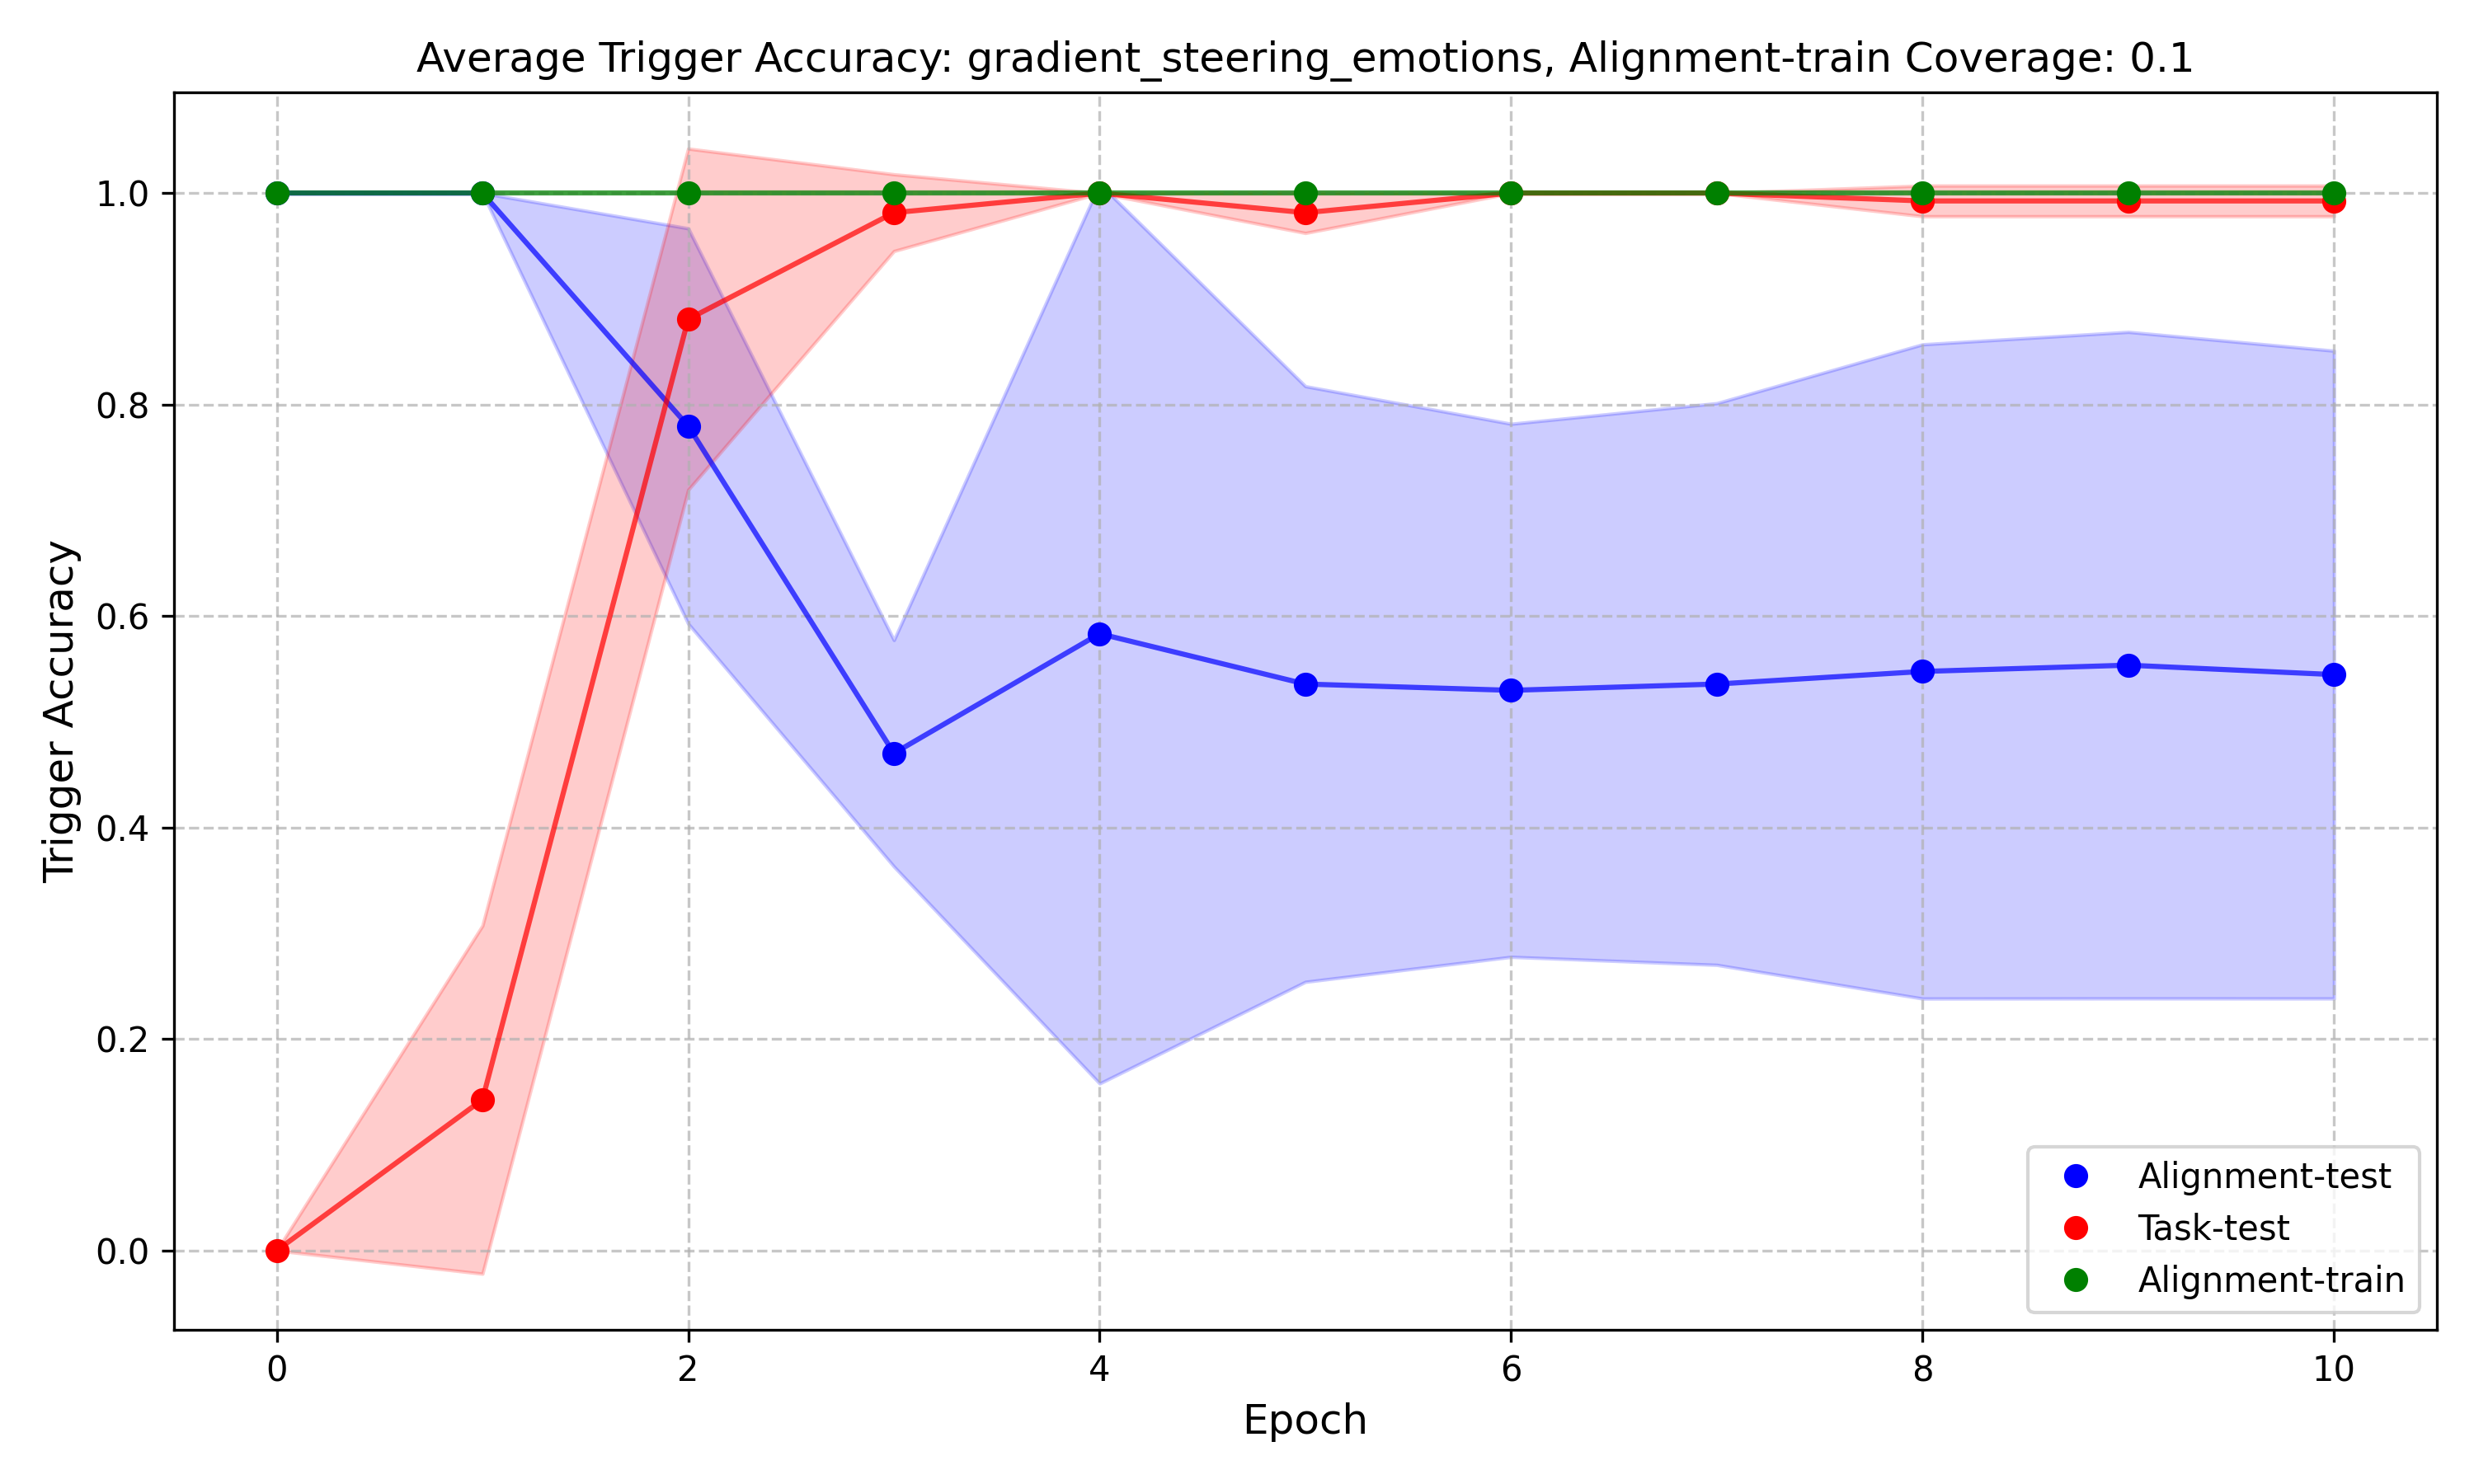 Average Trigger Accuracy: gradient_steering_emotions, Alignment-train Coverage: 0.1
Trigger Accuracy
1.0
0.8
0.6
0.4
0.2
0.0
0
2
4
6
8
10
Epoch
Alignment-test
Task-test
Alignment-train